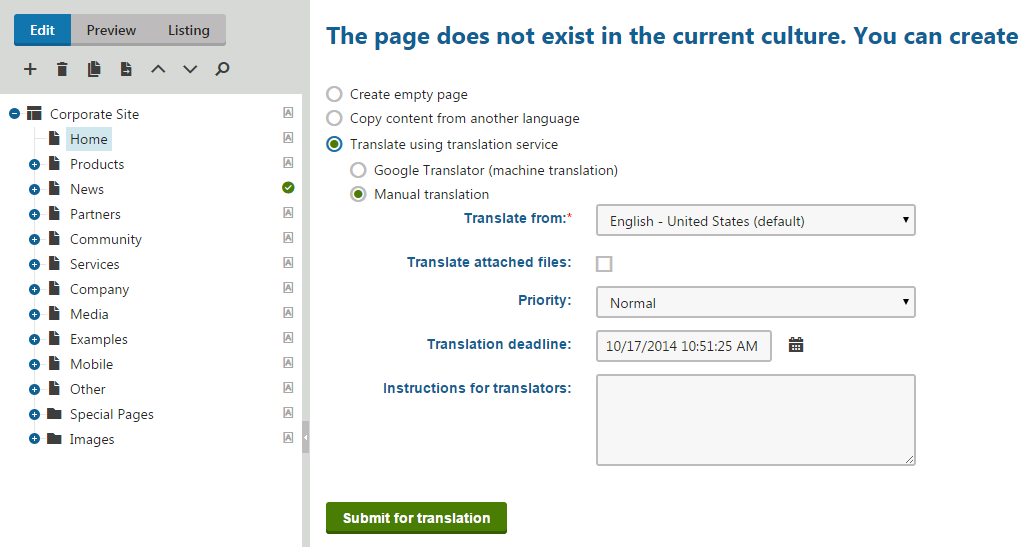 Edit Preview Listing
The page does not exist in the current culture. You can create
Corporate Site
Home
Products
News
Partners
Community
Services
Company
Media
Examples
Mobile
Other
Special Pages
Images
Create empty page
Copy content from another language
Translate using translation service
Google Translator (machine translation)
Manual translation
Translate from:* English - United States (default)
Translate attached files:
Priority: Normal
Translation deadline: 10/17/2014 10:51:25 AM
Instructions for translators:
Submit for translation